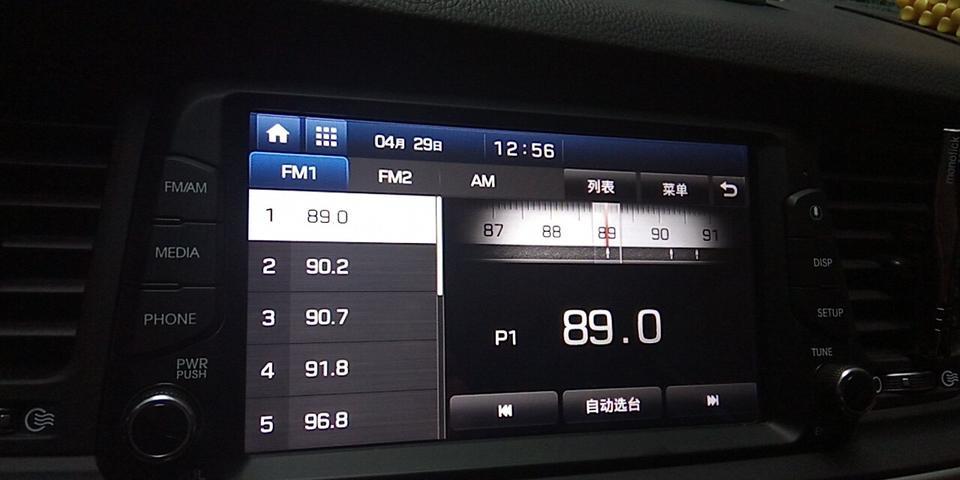 04月 29日 12:56
FM1 FM2 AM 列表 菜单
1 89.0
2 90.2
3 90.7
4 91.8
5 96.8
87 88 89 90 91
P1 89.0
自动选台
FM/AM
MEDIA
PHONE
PWR
PUSH
DISP
SETUP
TUNE